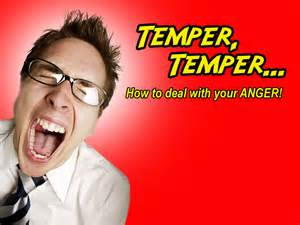 TEMPER,
TEMPER...
How to deal with your ANGER!